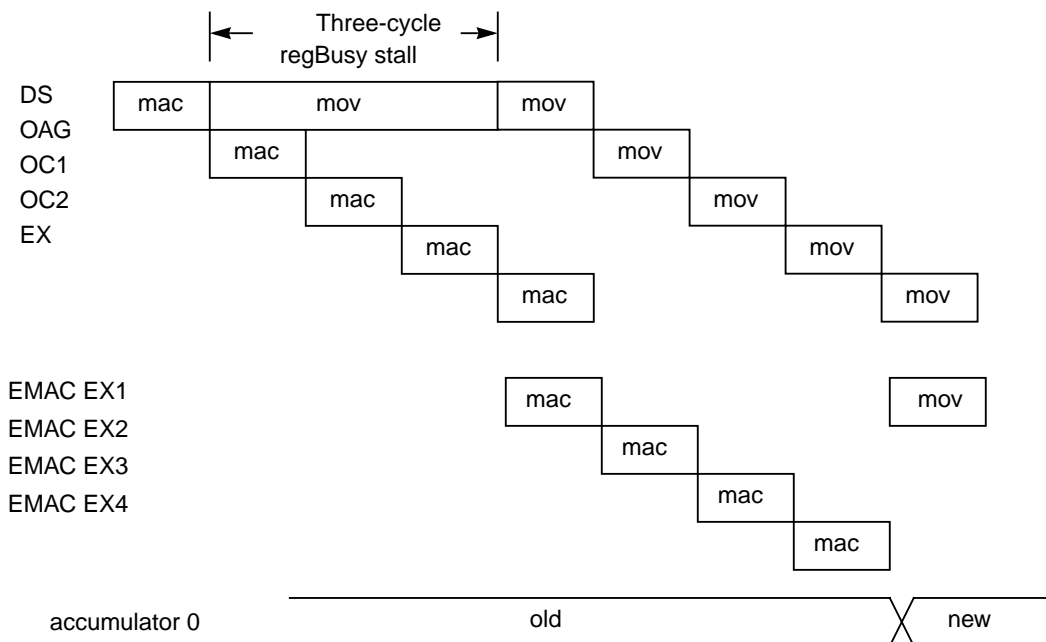 Three-cycle
regBusy stall
DS mac mov mov
OAG mac mov
OC1 mac mov
OC2 mac mov
EX mac mov
EMAC EX1 mac mov
EMAC EX2 mac
EMAC EX3 mac
EMAC EX4 mac
accumulator 0 old new